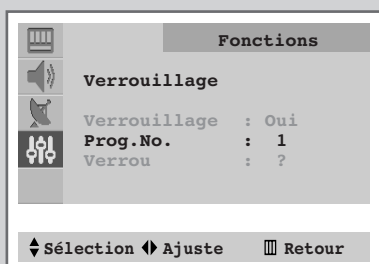 Fonctions
Verrouillage
Verrouillage : Oui
Prog.No. : 1
Verrou : ?
Sélection Ajuste Retour